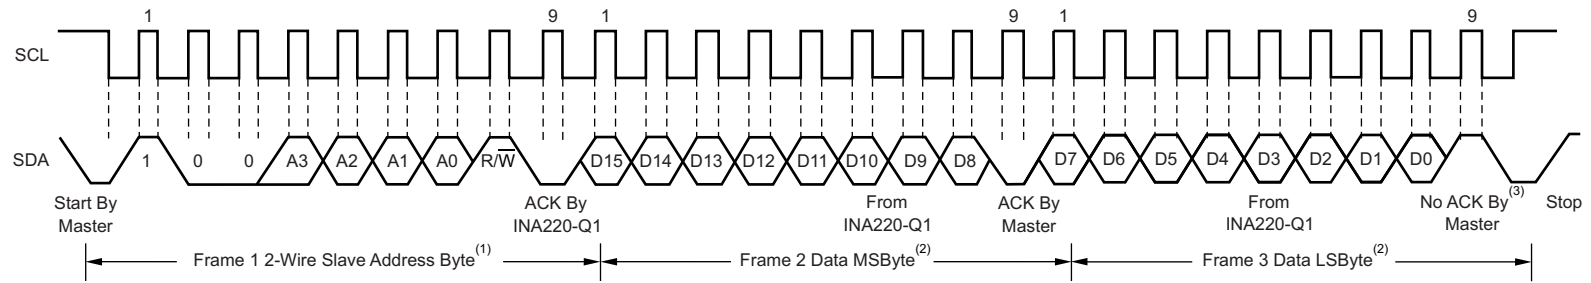 1 9 1 9 1 9
SCL
SDA 1 0 0 A3 A2 A1 A0 R/W̅ D15 D14 D13 D12 D11 D10 D9 D8 D7 D6 D5 D4 D3 D2 D1 D0
Start By
Master
ACK By
INA220-Q1
From
INA220-Q1
ACK By
Master
From
INA220-Q1
No ACK By(3)
Master
Stop
Frame 1 2-Wire Slave Address Byte(1)
Frame 2 Data MSByte(2)
Frame 3 Data LSByte(2)